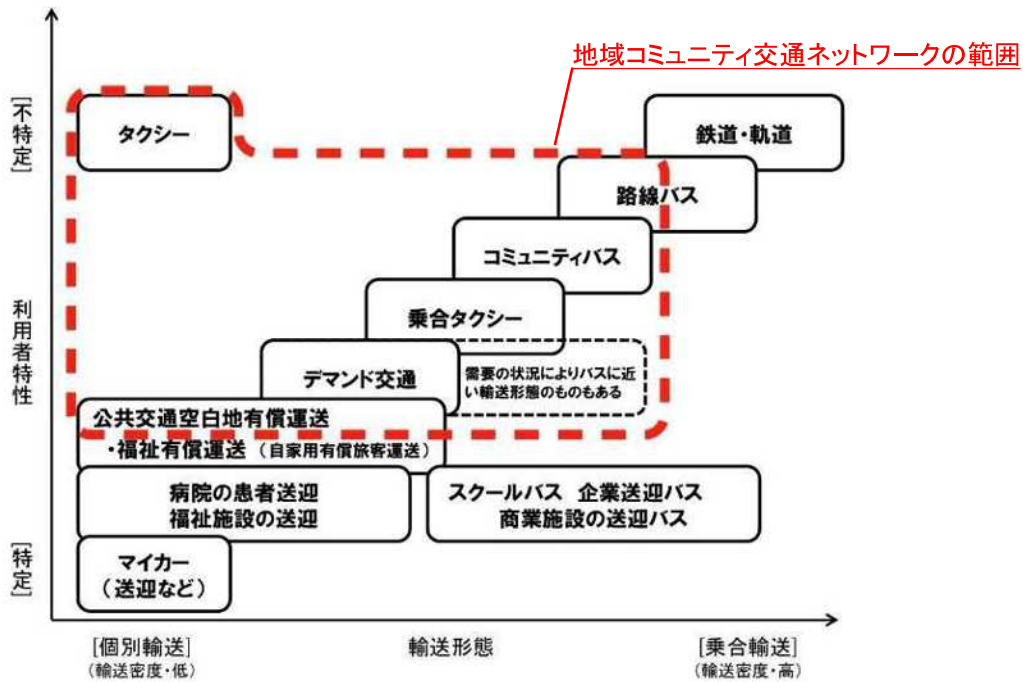 地域コミュニティ交通ネットワークの範囲
[不特定]
タクシー
鉄道・軌道
路線バス
コミュニティバス
乗合タクシー
利用者特性
デマンド交通
需要の状況によりバスに近
い輸送形態のものもある
公共交通空白地有償運送
・福祉有償運送（自家用有償旅客運送）
病院の患者送迎
福祉施設の送迎
スクールバス 企業送迎バス
商業施設の送迎バス
[特定]
マイカー
（送迎など）
[個別輸送]
（輸送密度・低）
輸送形態
[乗合輸送]
（輸送密度・高）